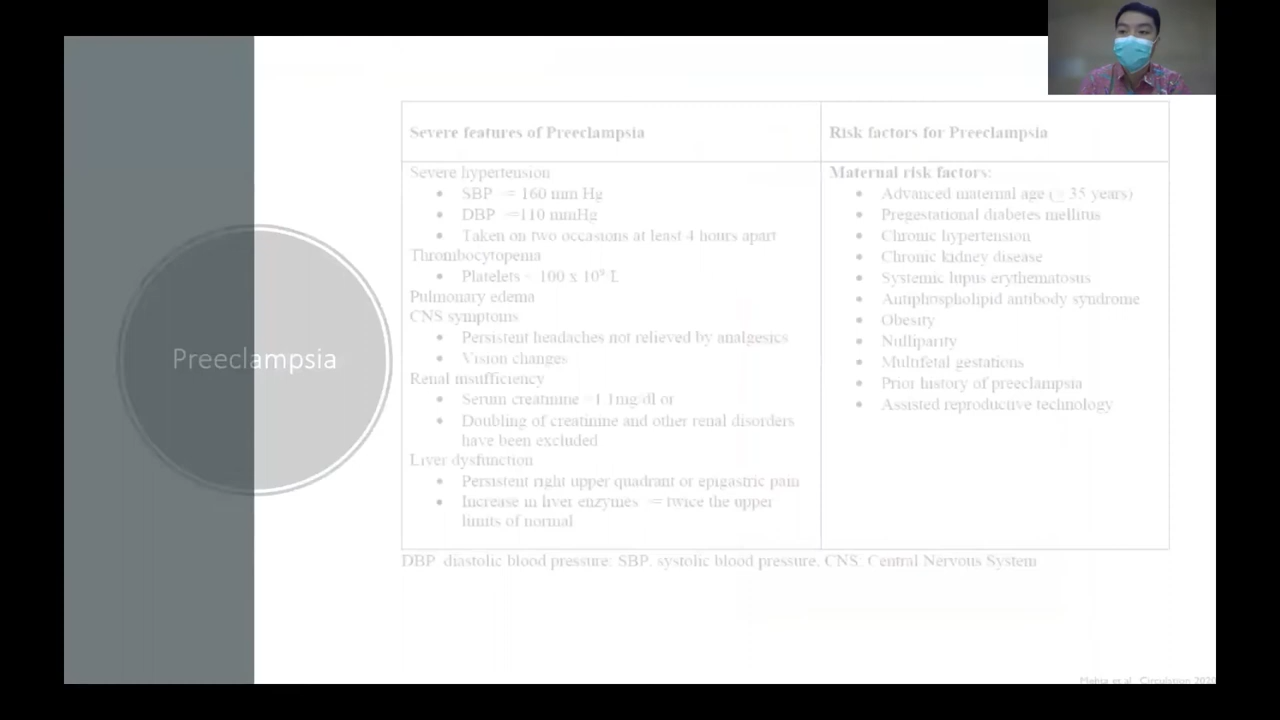 Preeclampsia
Severe features of Preeclampsia
Severe hypertension
• SBP >= 160 mm Hg
• DBP >=110 mmHg
• Taken on two occasions at least 4 hours apart
Thrombocytopenia
• Platelets < 100 x 10⁹ L
Pulmonary edema
CNS symptoms
• Persistent headaches not relieved by analgesics
• Vision changes
Renal insufficiency
• Serum creatinine 1.1mg/dl or
• Doubling of creatinine and other renal disorders
have been excluded
Liver dysfunction
• Persistent right upper quadrant or epigastric pain
• Increase in liver enzymes >= twice the upper
limits of normal
Risk factors for Preeclampsia
Maternal risk factors:
• Advanced maternal age (≥ 35 years)
• Pregestational diabetes mellitus
• Chronic hypertension
• Chronic kidney disease
• Systemic lupus erythematosus
• Antiphospholipid antibody syndrome
• Obesity
• Nulliparity
• Multifetal gestations
• Prior history of preeclampsia
• Assisted reproductive technology
DBP: diastolic blood pressure; SBP: systolic blood pressure, CNS: Central Nervous System
Mehta et al. Circulation 2020